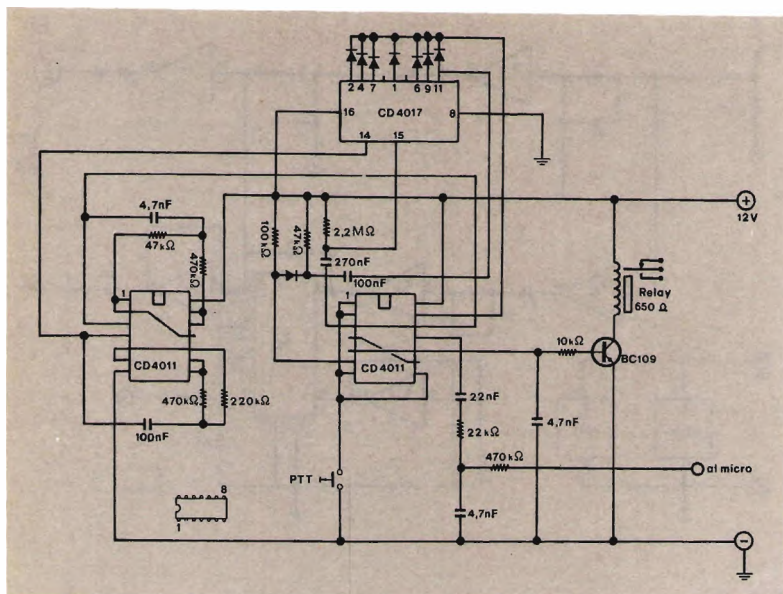 2 4 7 1 6 9 11
16 CD4017 8
14 15
4,7nF
47kΩ
470kΩ
100kΩ
47kΩ
2,2MΩ
270nF
100nF
12V
1
CD4011
1
CD4011
Relay
650 Ω
10kΩ
BC109
470kΩ
220kΩ
100nF
22nF
22kΩ
4,7nF
470kΩ
al micro
PTT
4,7nF
8
1